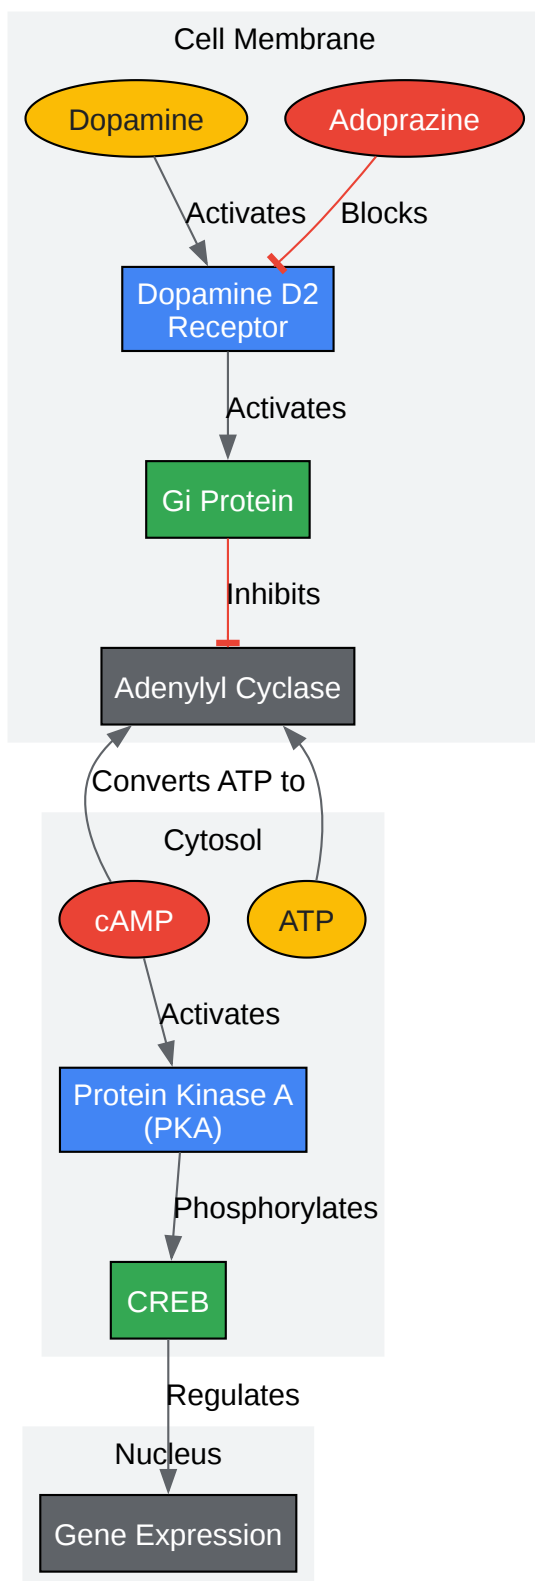 Cell Membrane
Dopamine
Adoprazine
Activates
Blocks
Dopamine D2
Receptor
Activates
Gi Protein
Inhibits
Adenylyl Cyclase
Converts ATP to
Cytosol
cAMP
ATP
Activates
Protein Kinase A
(PKA)
Phosphorylates
CREB
Regulates
Nucleus
Gene Expression